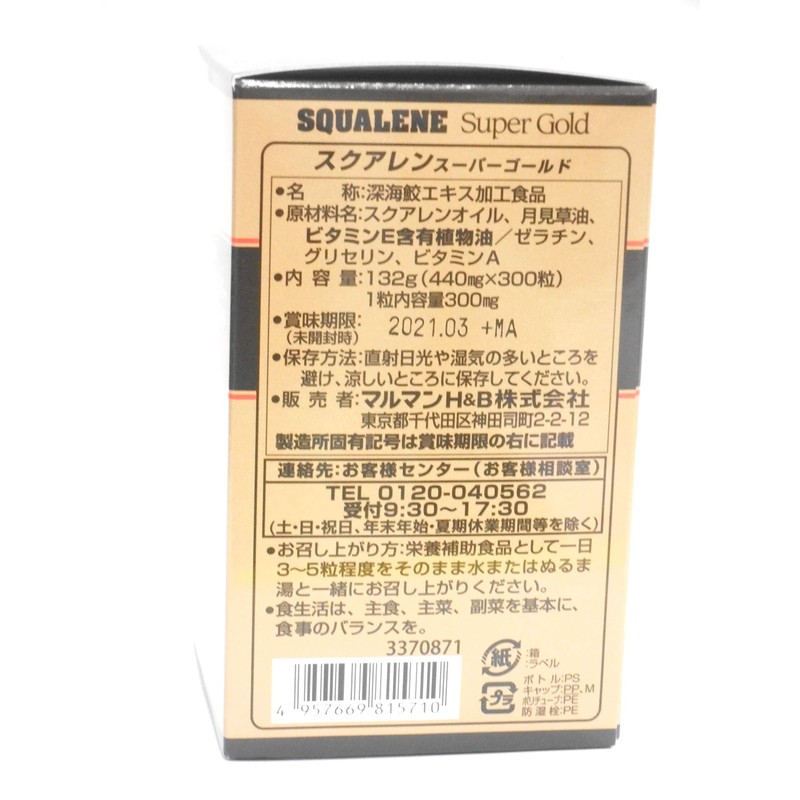 SQUALENE Super Gold
スクアレンスーパーゴールド
●名　　称:深海鮫エキス加工食品
●原材料名:スクアレンオイル、月見草油、
ビタミンE含有植物油／ゼラチン、
グリセリン、ビタミンA
●内 容 量:132g(440mg×300粒)
1粒内容量300mg
●賞味期限: 2021.03 +MA
(未開封時)
●保存方法:直射日光や湿気の多いところを
避け、涼しいところに保存してください。
●販 売 者:マルマンH&B株式会社
東京都千代田区神田司町2-2-12
製造所固有記号は賞味期限の右に記載
連絡先:お客様センター(お客様相談室)
TEL 0120-040562
受付9:30〜17:30
(土・日・祝日、年末年始・夏期休業期間等を除く)
●お召し上がり方:栄養補助食品として一日
3〜5粒程度をそのまま水またはぬるま
湯と一緒にお召し上がりください。
●食生活は、主食、主菜、副菜を基本に、
食事のバランスを。
3370871
4 957669 815710
紙 :箱
:ラベル
プラ ボトル:PS
キャップ:PP、M
ポリチューブ:PE
防湿栓:PE